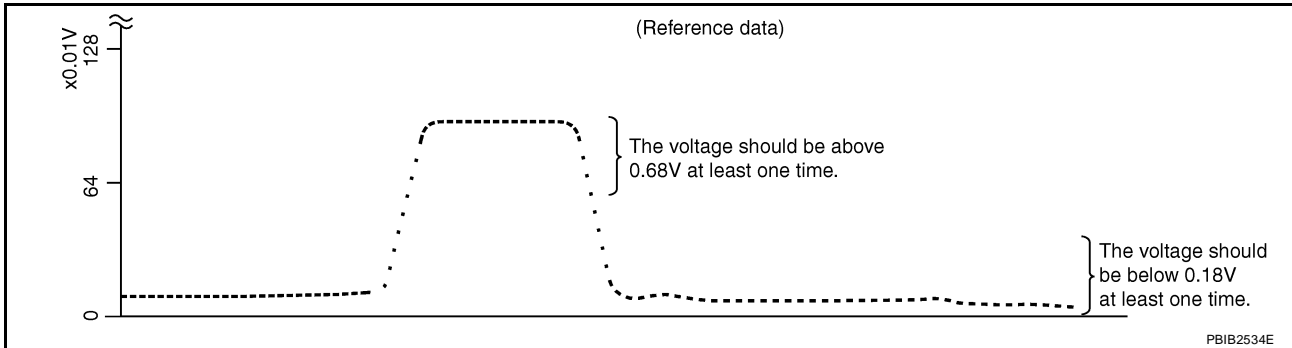 (Reference data)
x0.01V
128
64
0
The voltage should be above
0.68V at least one time.
The voltage should
be below 0.18V
at least one time.
PBIB2534E